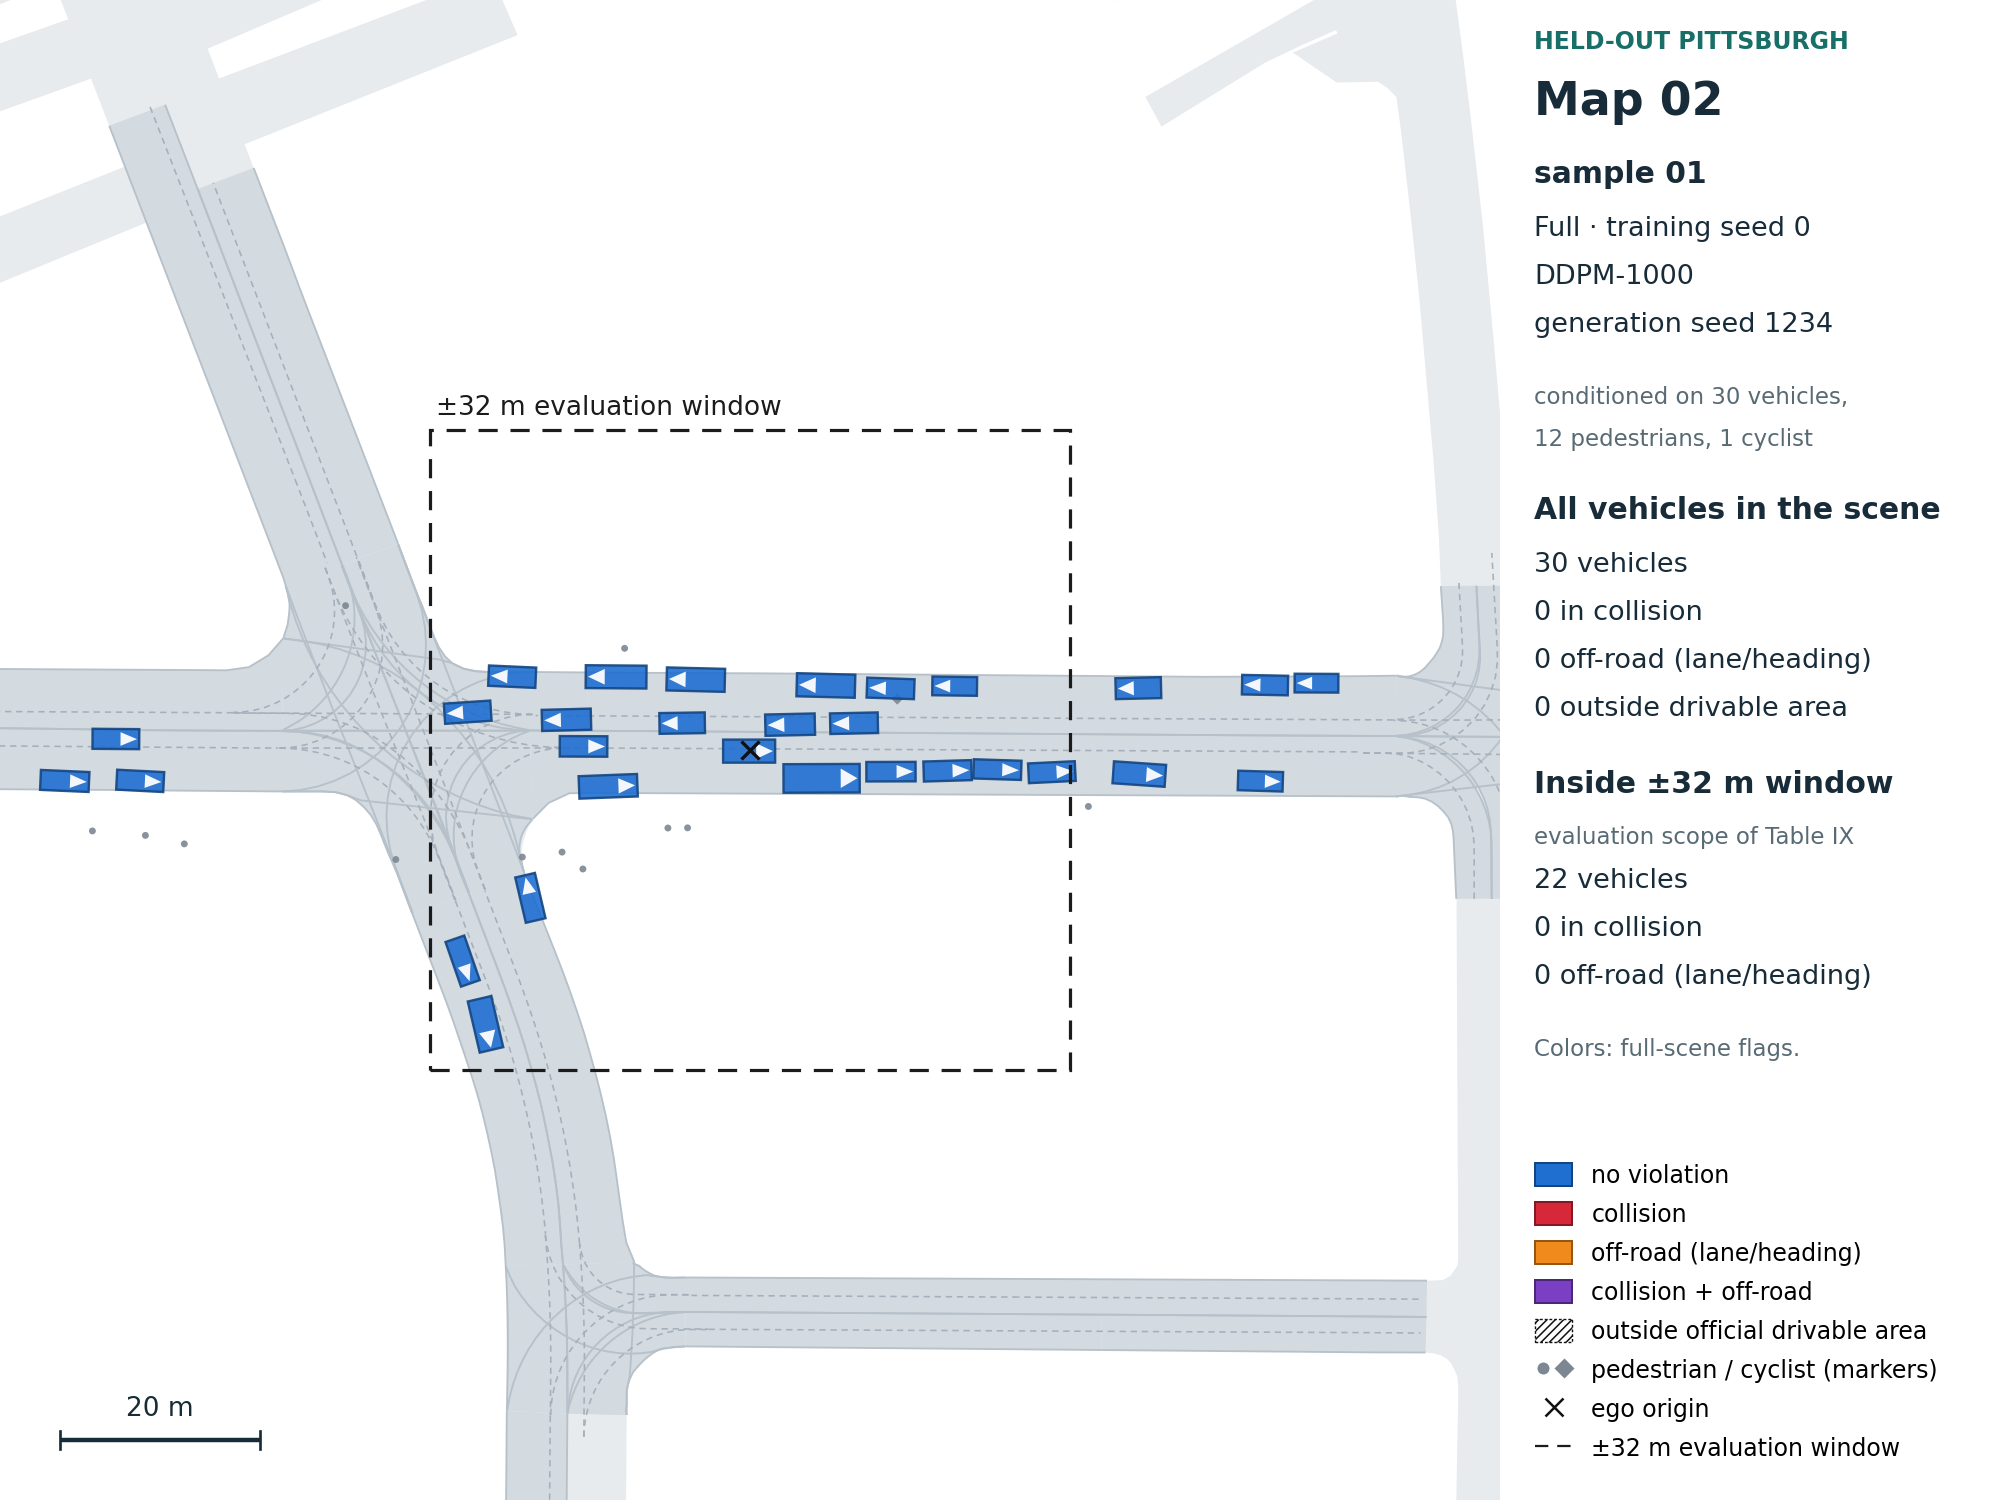 HELD-OUT PITTSBURGH
Map 02
sample 01
Full · training seed 0
DDPM-1000
generation seed 1234
conditioned on 30 vehicles,
12 pedestrians, 1 cyclist
All vehicles in the scene
30 vehicles
0 in collision
0 off-road (lane/heading)
0 outside drivable area
Inside ±32 m window
evaluation scope of Table IX
22 vehicles
0 in collision
0 off-road (lane/heading)
Colors: full-scene flags.
no violation
collision
off-road (lane/heading)
collision + off-road
outside official drivable area
pedestrian / cyclist (markers)
ego origin
±32 m evaluation window
±32 m evaluation window
20 m